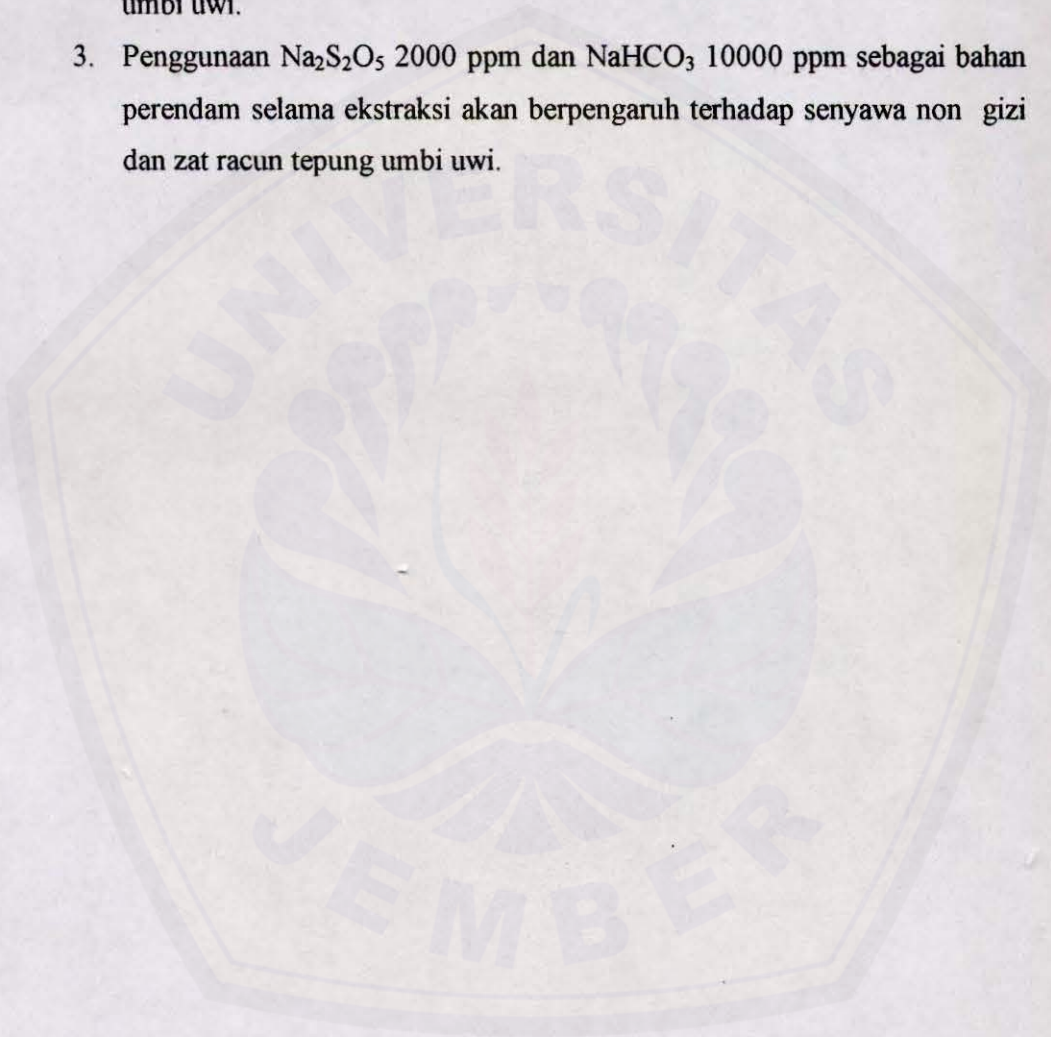 umbi uwi.
3. Penggunaan Na₂S₂O₅ 2000 ppm dan NaHCO₃ 10000 ppm sebagai bahan
perendam selama ekstraksi akan berpengaruh terhadap senyawa non gizi
dan zat racun tepung umbi uwi.
UNIVERSITAS
JEMBER